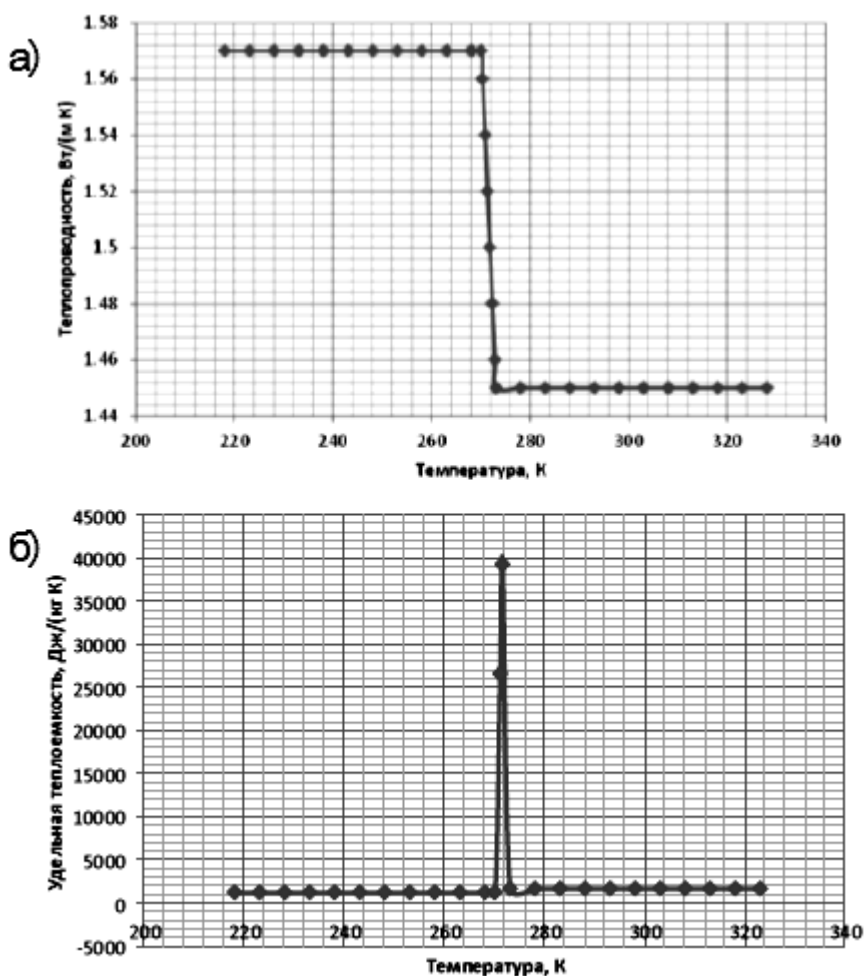 а)
Теплопроводность, Вт/(м К)
1.58
1.56
1.54
1.52
1.5
1.48
1.46
1.44
200 220 240 260 280 300 320 340
Температура, К
б)
Удельная теплоемкость, Дж/(кг К)
45000
40000
35000
30000
25000
20000
15000
10000
5000
0
-5000
200 220 240 260 280 300 320 340
Температура, К